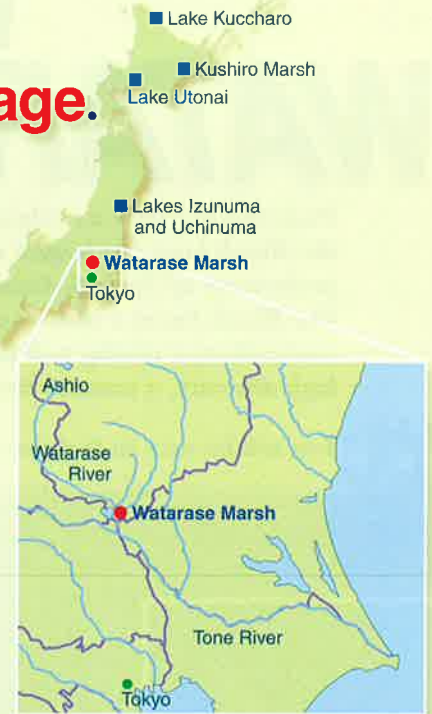 Lake Kuccharo
Kushiro Marsh
Lake Utonai
age.
Lakes Izunuma
and Uchinuma
Watarase Marsh
Tokyo
Ashio
Watarase
River
Watarase Marsh
Tone River
Tokyo